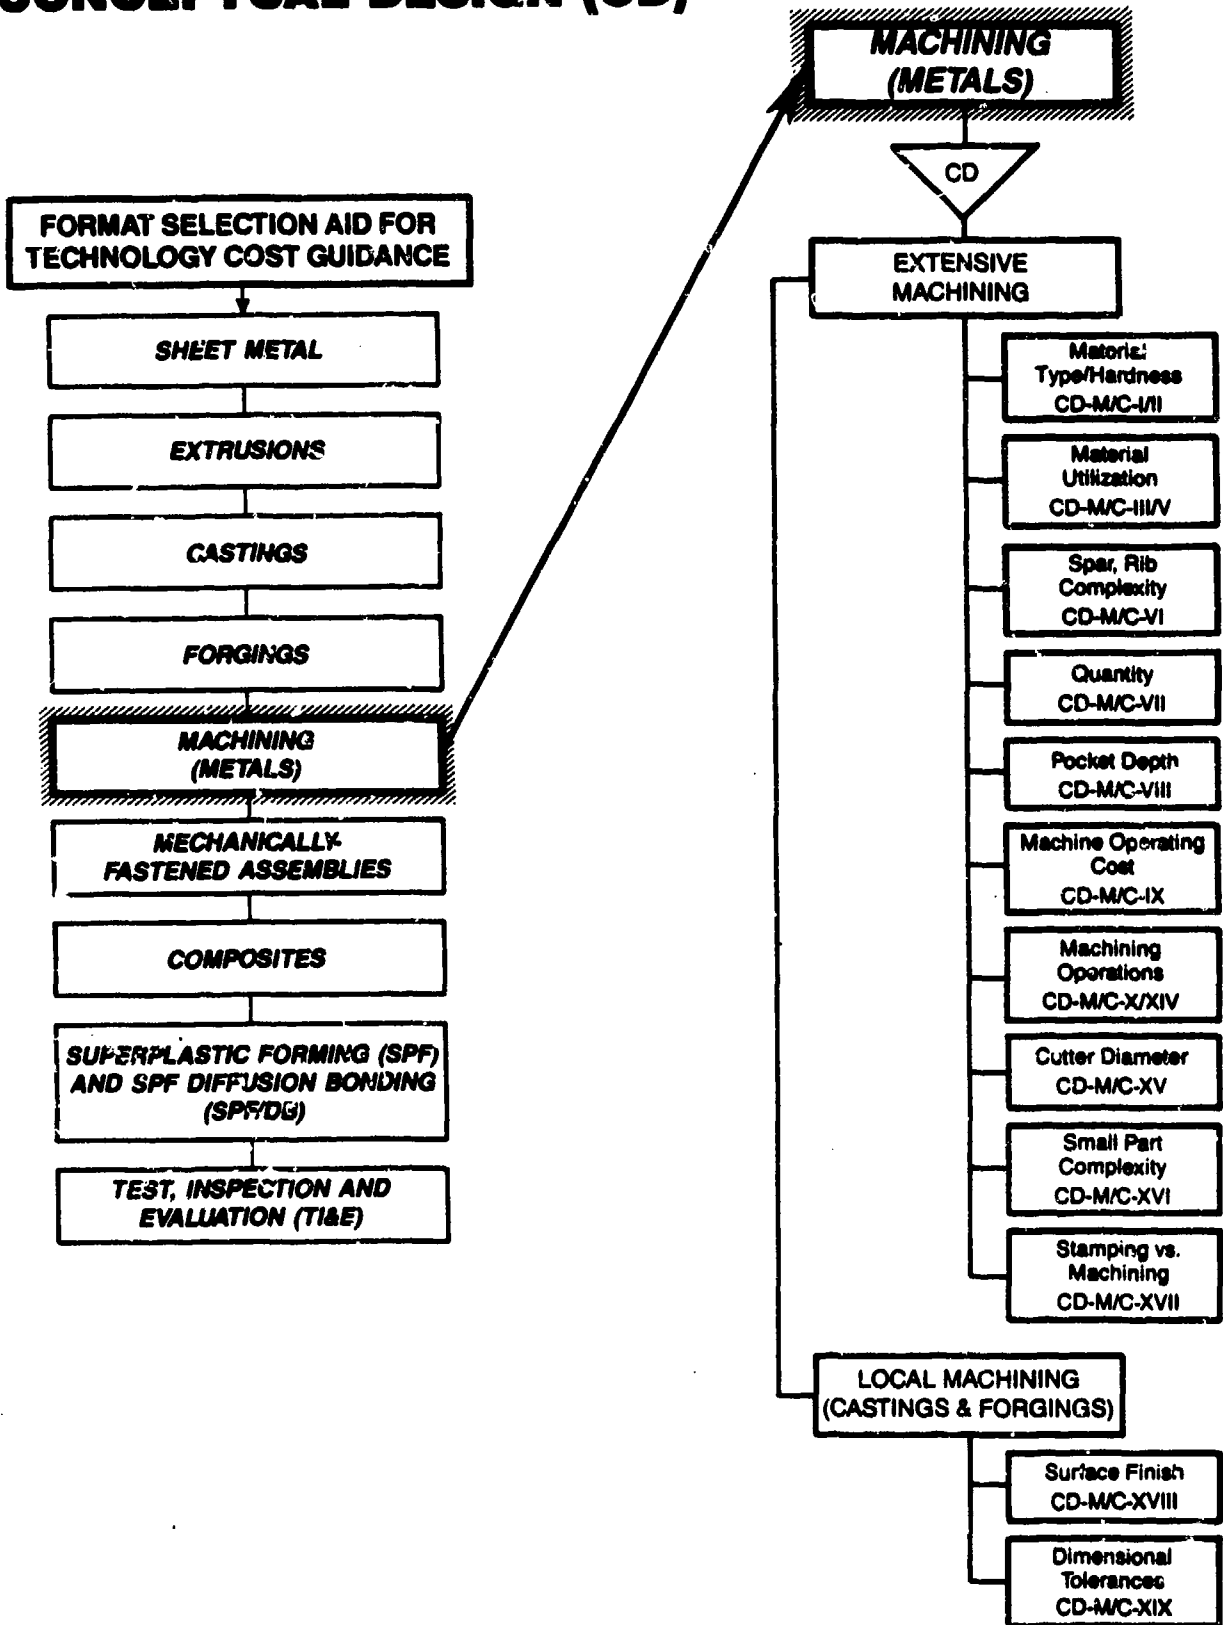 CONCEPTUAL DESIGN (CD)
FORMAT SELECTION AID FOR
TECHNOLOGY COST GUIDANCE
SHEET METAL
EXTRUSIONS
CASTINGS
FORGINGS
MACHINING
(METALS)
MECHANICALLY-
FASTENED ASSEMBLIES
COMPOSITES
SUPERPLASTIC FORMING (SPF)
AND SPF DIFFUSION BONDING
(SPF/DB)
TEST, INSPECTION AND
EVALUATION (TI&E)
MACHINING
(METALS)
CD
EXTENSIVE
MACHINING
Material
Type/Hardness
CD-M/C-I/II
Material
Utilization
CD-M/C-III/V
Spar, Rib
Complexity
CD-M/C-VI
Quantity
CD-M/C-VII
Pocket Depth
CD-M/C-VIII
Machine Operating
Cost
CD-M/C-IX
Machining
Operations
CD-M/C-X/XIV
Cutter Diameter
CD-M/C-XV
Small Part
Complexity
CD-M/C-XVI
Stamping vs.
Machining
CD-M/C-XVII
LOCAL MACHINING
(CASTINGS & FORGINGS)
Surface Finish
CD-M/C-XVIII
Dimensional
Tolerances
CD-M/C-XIX